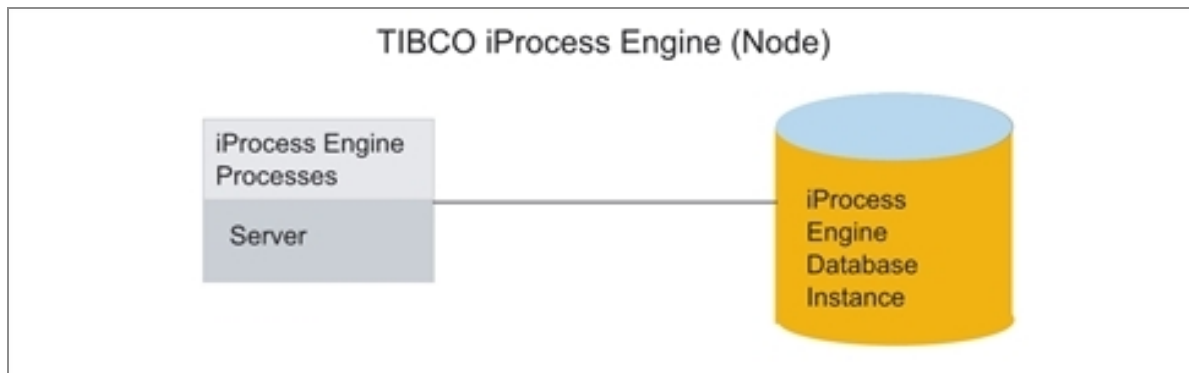 TIBCO iProcess Engine (Node)
iProcess Engine
Processes
Server
iProcess
Engine
Database
Instance